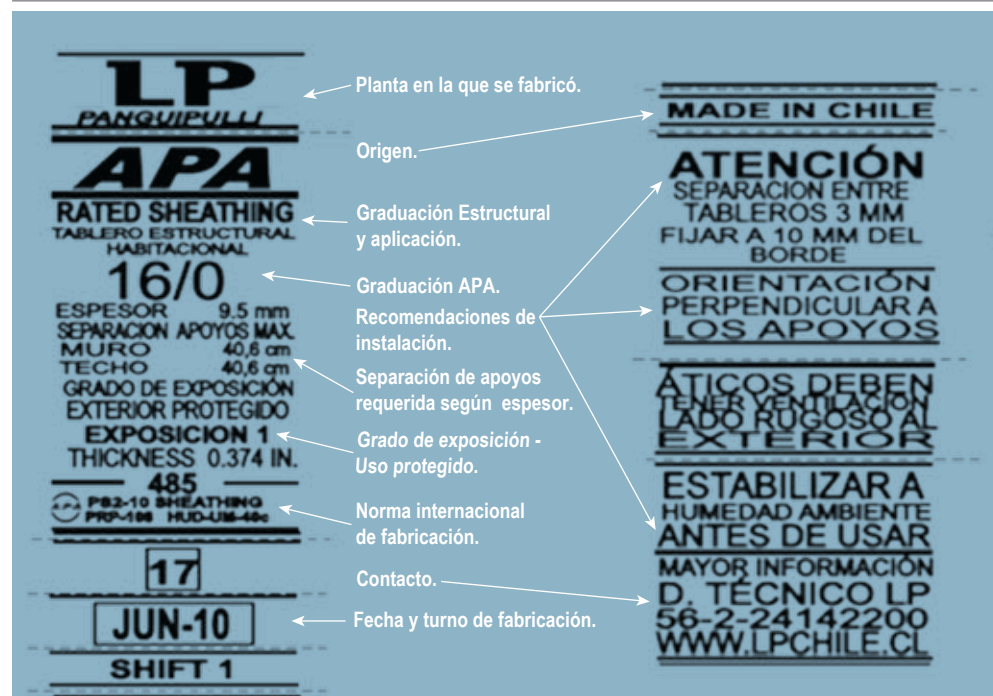 LP
PANGUIPULLI
APA
RATED SHEATHING
TABLERO ESTRUCTURAL
HABITACIONAL
16/0
ESPESOR 9.5 mm
SEPARACION APOYOS MAX.
MURO 40,6 cm
TECHO 40,6 cm
GRADO DE EXPOSICIÓN
EXTERIOR PROTEGIDO
EXPOSICION 1
THICKNESS 0.374 IN.
485
APA PS2-10 SHEATHING
PRP-108 HUD-UM-40c
17
JUN-10
SHIFT 1
Planta en la que se fabricó.
Origen.
Graduación Estructural
y aplicación.
Graduación APA.
Recomendaciones de
instalación.
Separación de apoyos
requerida según espesor.
Grado de exposición -
Uso protegido.
Norma internacional
de fabricación.
Contacto.
Fecha y turno de fabricación.
MADE IN CHILE
ATENCIÓN
SEPARACION ENTRE
TABLEROS 3 MM
FIJAR A 10 MM DEL
BORDE
ORIENTACIÓN
PERPENDICULAR A
LOS APOYOS
ÁTICOS DEBEN
TENER VENTILACIÓN
LADO RUGOSO AL
EXTERIOR
ESTABILIZAR A
HUMEDAD AMBIENTE
ANTES DE USAR
MAYOR INFORMACIÓN
D. TÉCNICO LP
56-2-24142200
WWW.LPCHILE.CL